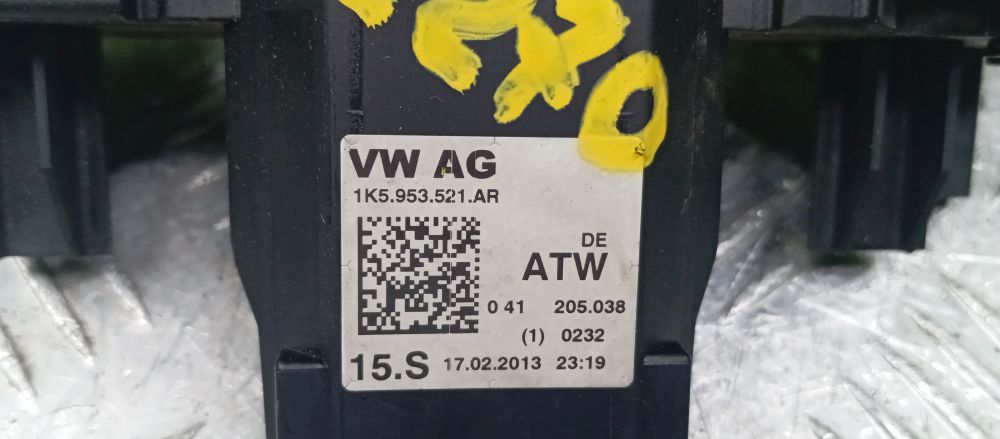 VW AG
1K5.953.521.AR
DE
ATW
0 41 205.038
(1) 0232
15.S 17.02.2013 23:19